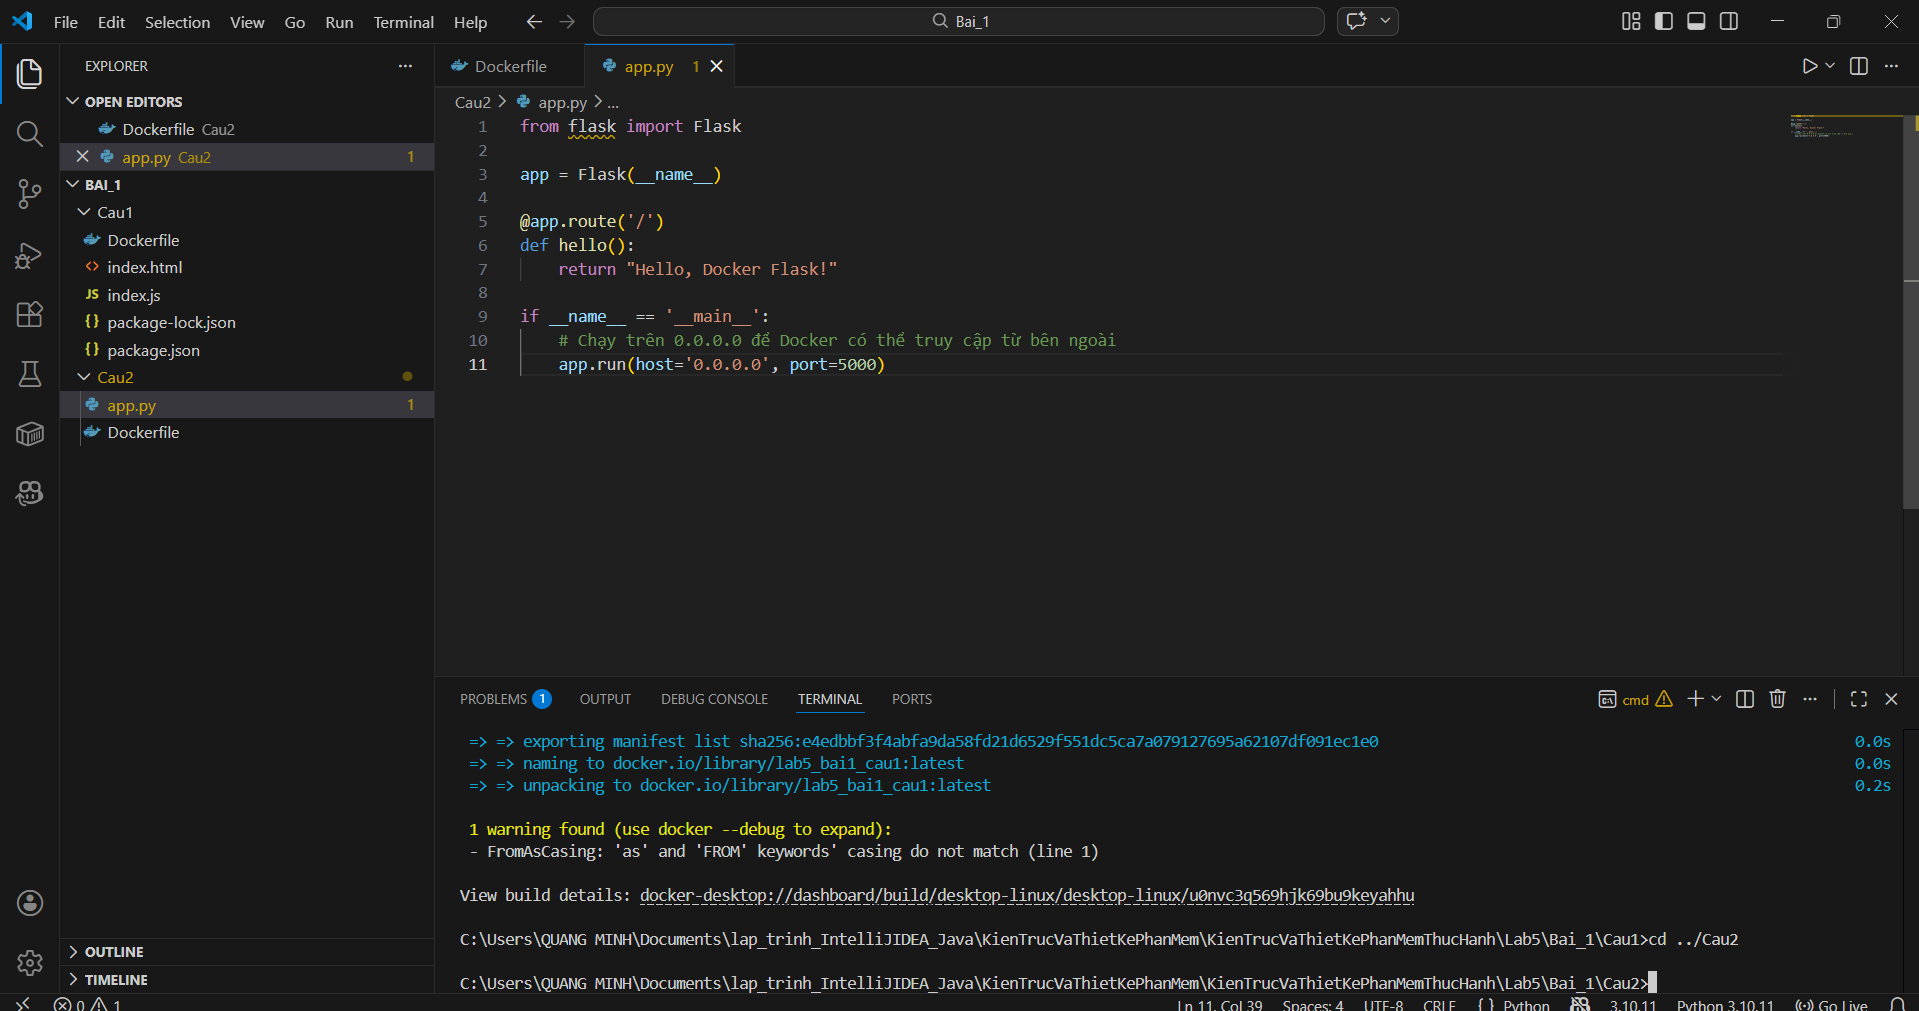 File Edit Selection View Go Run Terminal Help
Bai_1
EXPLORER
OPEN EDITORS
Dockerfile Cau2
app.py Cau2 1
BAI_1
Cau1
Dockerfile
index.html
JS index.js
{} package-lock.json
{} package.json
Cau2
app.py 1
Dockerfile
OUTLINE
TIMELINE
Dockerfile
app.py 1
Cau2 > app.py > ...
1 from flask import Flask
2
3 app = Flask(__name__)
4
5 @app.route('/')
6 def hello():
7 return "Hello, Docker Flask!"
8
9 if __name__ == '__main__':
10 # Chạy trên 0.0.0.0 để Docker có thể truy cập từ bên ngoài
11 app.run(host='0.0.0.0', port=5000)
PROBLEMS 1 OUTPUT DEBUG CONSOLE TERMINAL PORTS
cmd
=> => exporting manifest list sha256:e4edbbf3f4abfa9da58fd21d6529f551dc5ca7a079127695a62107df091ec1e0 0.0s
=> => naming to docker.io/library/lab5_bai1_cau1:latest 0.0s
=> => unpacking to docker.io/library/lab5_bai1_cau1:latest 0.2s
1 warning found (use docker --debug to expand):
- FromAsCasing: 'as' and 'FROM' keywords' casing do not match (line 1)
View build details: docker-desktop://dashboard/build/desktop-linux/desktop-linux/u0nvc3q569hjk69bu9keyahhu
C:\Users\QUANG MINH\Documents\lap_trinh_IntelliJIDEA_Java\KienTrucVaThietKePhanMem\KienTrucVaThietKePhanMemThucHanh\Lab5\Bai_1\Cau1>cd ../Cau2
C:\Users\QUANG MINH\Documents\lap_trinh_IntelliJIDEA_Java\KienTrucVaThietKePhanMem\KienTrucVaThietKePhanMemThucHanh\Lab5\Bai_1\Cau2>
0 1 Ln 11, Col 39 Spaces: 4 UTF-8 CRLF {} Python 3.10.11 Python 3.10.11 Go Live